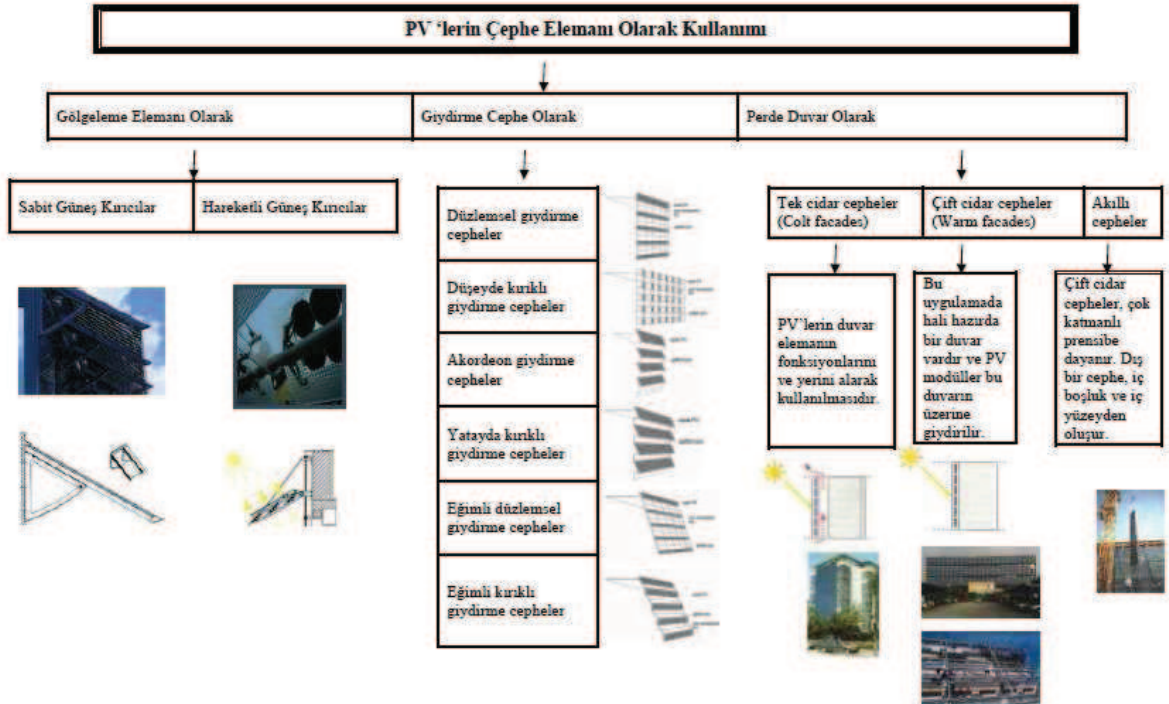 PV ‘lerin Çephe Elemanı Olarak Kullanımı
Gölgeleme Elemanı Olarak
Giydirme Cephe Olarak
Perde Duvar Olarak
Sabit Güneş Kırıcılar
Hareketli Güneş Kırıcılar
Düzlemsel giydirme
cepheler
Düşeyde kırıklı
giydirme cepheler
Akordeon giydirme
cepheler
Yatayda kırıklı
giydirme cepheler
Eğimli düzlemsel
giydirme cepheler
Eğimli kırıklı
giydirme cepheler
Tek cidar cepheler
(Colt facades)
Çift cidar cepheler
(Warm facades)
Akıllı
cepheler
PV’lerin duvar
elemanın
fonksiyonlarını
ve yerini alarak
kullanılmasıdır.
Bu
uygulamada
hali hazırda
bir duvar
vardır ve PV
modüller bu
duvarın
üzerine
giydirilir.
Çift cidar
cepheler, çok
katmanlı
prensibe
dayanır. Dış
bir cephe, iç
boşluk ve iç
yüzeyden
oluşur.